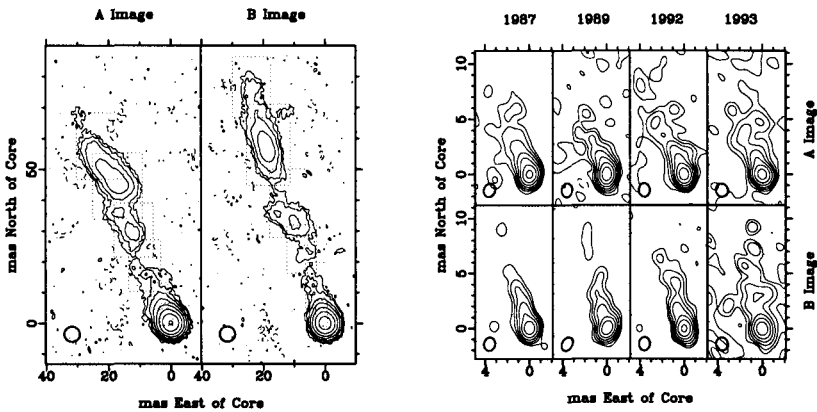 A Image B Image
mas North of Core
50
0
40 20 0 40 20 0
mas East of Core
1987 1989 1992 1993
mas North of Core
10
5
0
10
5
0
A Image
B Image
4 0 4 0 4 0 4 0
mas East of Core